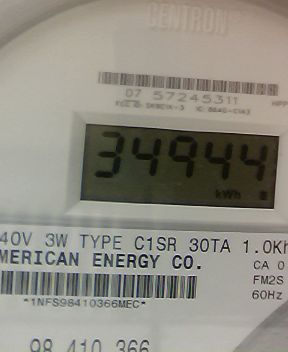 CENTRON
07 57245311
34944
kWh
40V 3W TYPE C1SR 30TA 1.0Kh
MERICAN ENERGY CO.
CA 0
FM2S
60Hz
*1NFS98410366MEC*
98 410 366